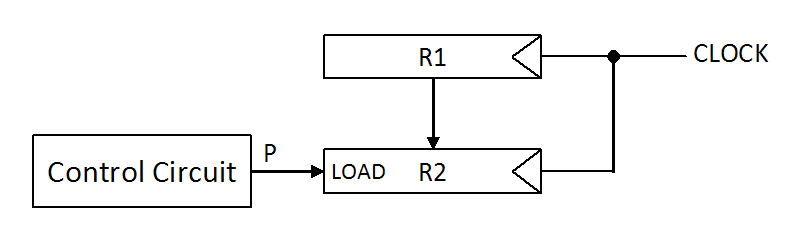 R1
CLOCK
P
Control Circuit
LOAD R2